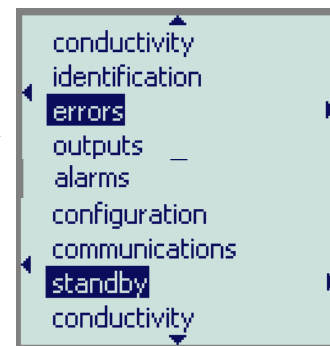 conductivity
identification
errors
outputs _
alarms
configuration
communications
standby
conductivity